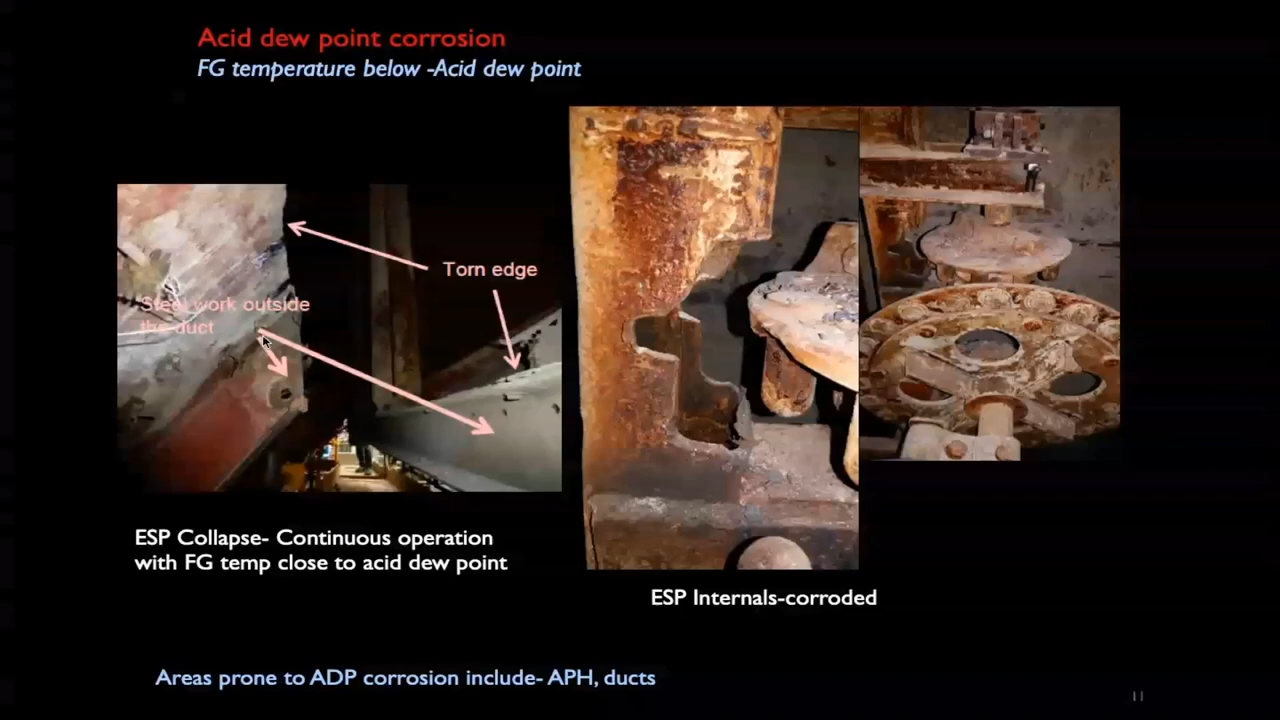 Acid dew point corrosion
FG temperature below -Acid dew point
Torn edge
Steel work outside
the duct
ESP Collapse- Continuous operation
with FG temp close to acid dew point
ESP Internals-corroded
Areas prone to ADP corrosion include- APH, ducts
11